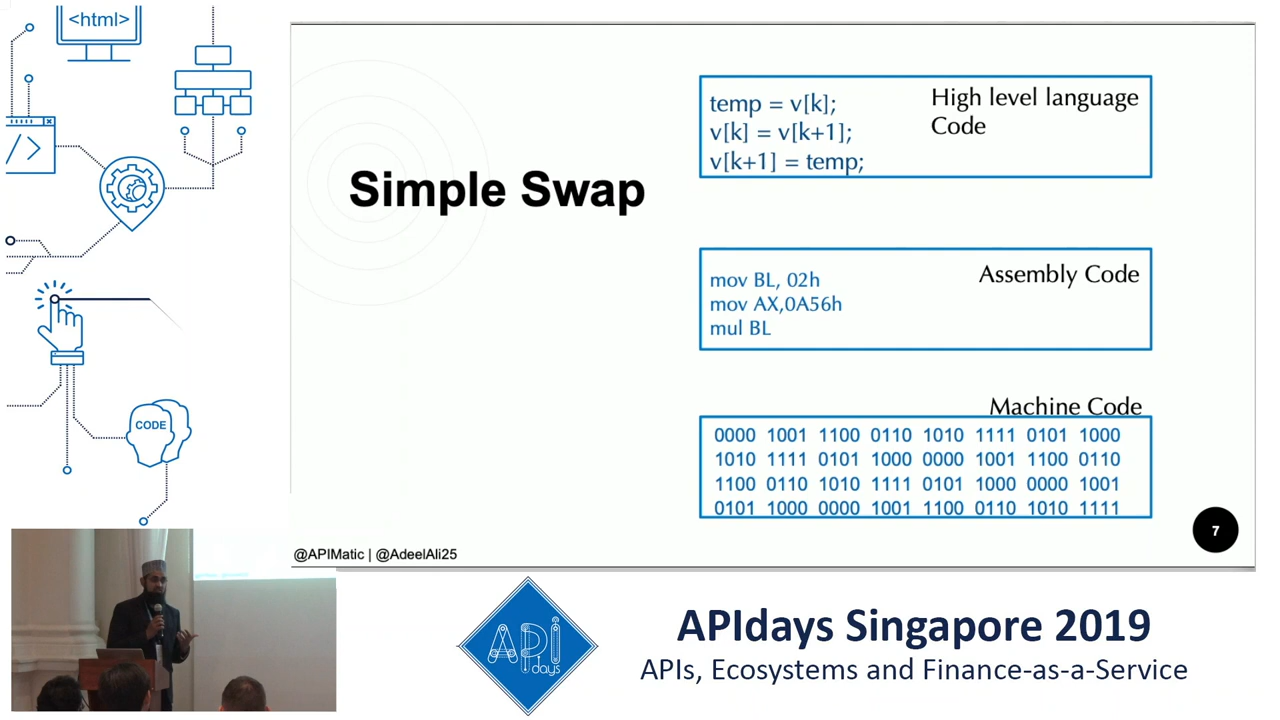 <html>
</>
CODE
Simple Swap
High level language
Code
temp = v[k];
v[k] = v[k+1];
v[k+1] = temp;
Assembly Code
mov BL, 02h
mov AX,0A56h
mul BL
Machine Code
0000 1001 1100 0110 1010 1111 0101 1000
1010 1111 0101 1000 0000 1001 1100 0110
1100 0110 1010 1111 0101 1000 0000 1001
0101 1000 0000 1001 1100 0110 1010 1111
7
@APIMatic | @AdeelAli25
API
days
APIdays Singapore 2019
APIs, Ecosystems and Finance-as-a-Service